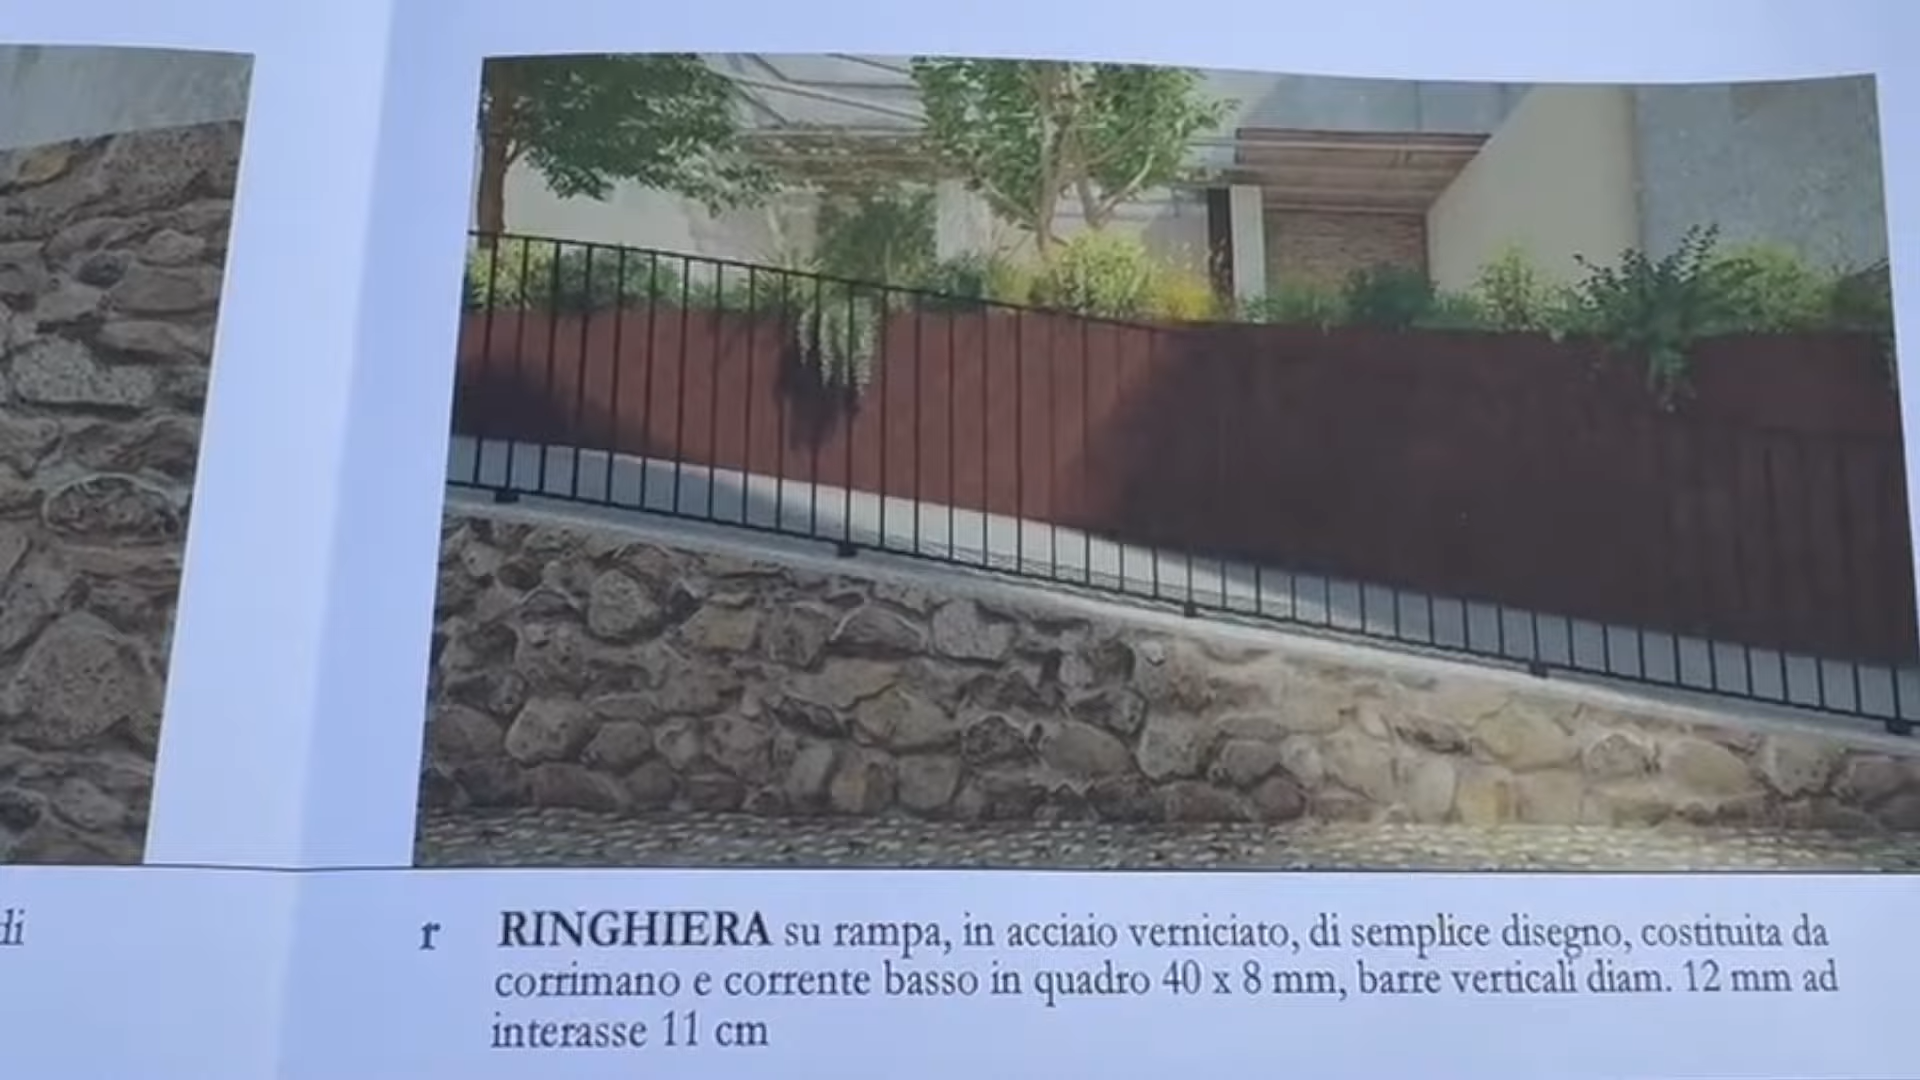 di
r RINGHIERA su rampa, in acciaio verniciato, di semplice disegno, costituita da
corrimano e corrente basso in quadro 40 x 8 mm, barre verticali diam. 12 mm ad
interasse 11 cm